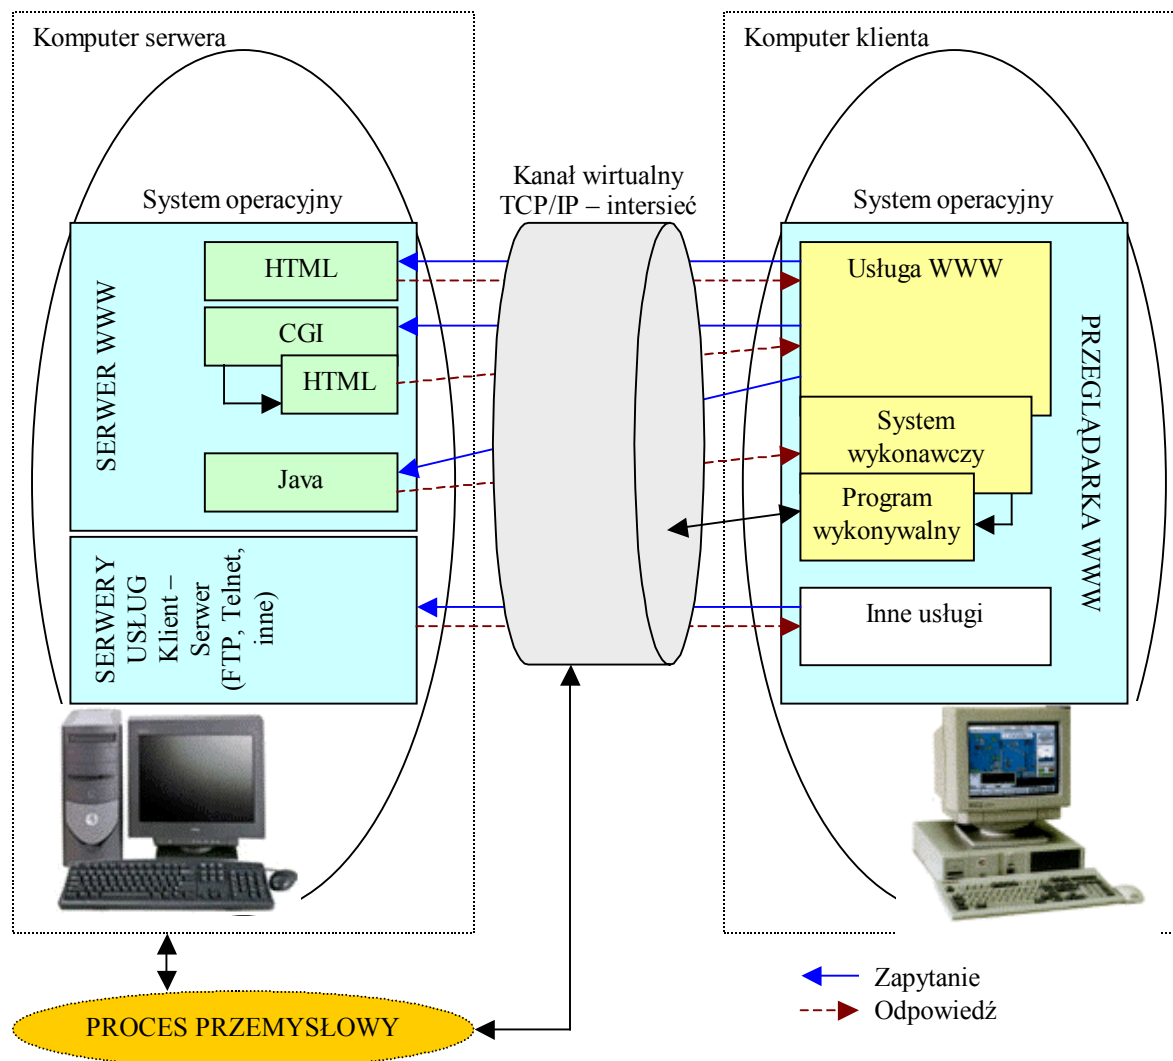 Komputer serwera
Komputer klienta
Kanał wirtualny
TCP/IP – intersieć
System operacyjny
System operacyjny
SERWER WWW
HTML
CGI
HTML
Java
SERWERY
USŁUG
Klient –
Serwer
(FTP, Telnet,
inne)
Usługa WWW
System
wykonawczy
Program
wykonywalny
Inne usługi
PRZEGLĄDARKA WWW
PROCES PRZEMYSŁOWY
Zapytanie
Odpowiedź